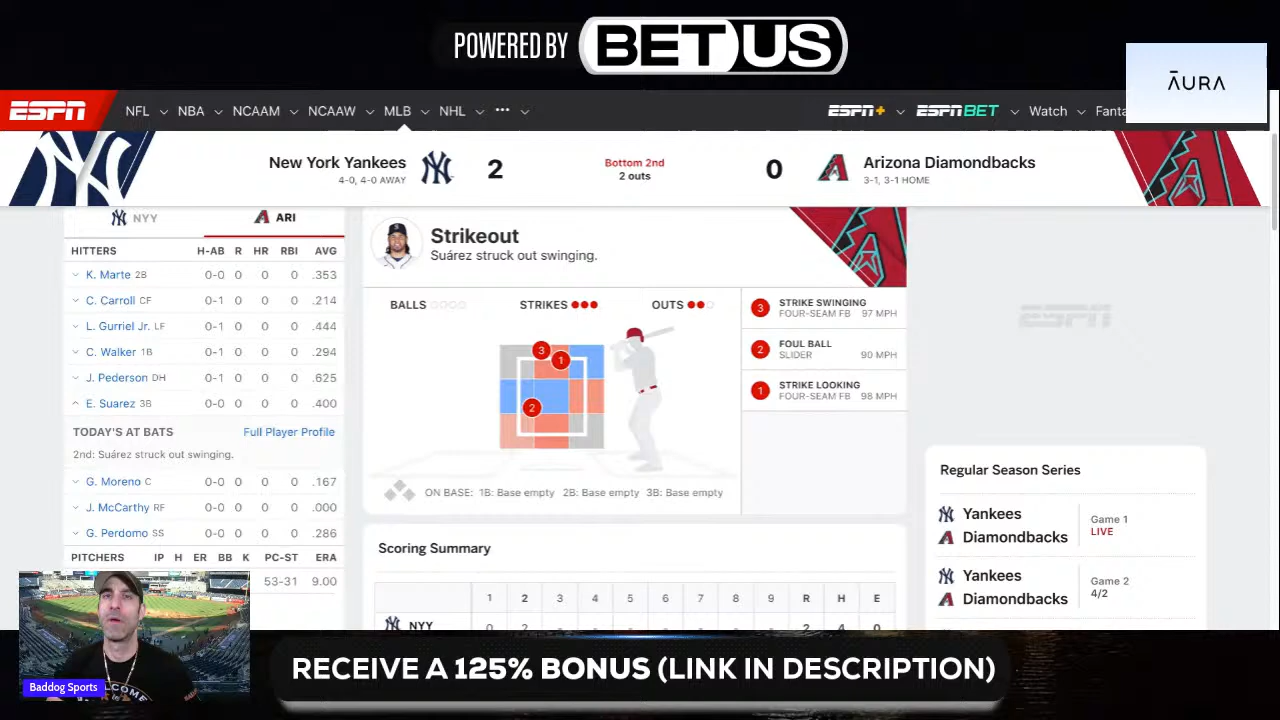 POWERED BY BETUS
ĀURA
ESPN NFL NBA NCAAM NCAAW MLB NHL ••• ESPN+ ESPN BET Watch Fanta
New York Yankees 2 Bottom 2nd 0 Arizona Diamondbacks
4-0, 4-0 AWAY 2 outs 3-1, 3-1 HOME
NYY ARI
HITTERS H-AB R HR RBI AVG
K. Marte 2B 0-0 0 0 0 .353
C. Carroll CF 0-1 0 0 0 .214
L. Gurriel Jr. LF 0-1 0 0 0 .444
C. Walker 1B 0-1 0 0 0 .294
J. Pederson DH 0-1 0 0 0 .625
E. Suarez 3B 0-0 0 0 0 .400
TODAY'S AT BATS Full Player Profile
2nd: Suárez struck out swinging.
G. Moreno C 0-0 0 0 0 .167
J. McCarthy RF 0-0 0 0 0 .000
G. Perdomo SS 0-0 0 0 0 .286
PITCHERS IP H ER BB K PC-ST ERA
53-31 9.00
Strikeout
Suárez struck out swinging.
BALLS STRIKES OUTS
3 1
2
3 STRIKE SWINGING
FOUR-SEAM FB 97 MPH
2 FOUL BALL
SLIDER 90 MPH
1 STRIKE LOOKING
FOUR-SEAM FB 98 MPH
ON BASE: 1B: Base empty 2B: Base empty 3B: Base empty
Scoring Summary
1 2 3 4 5 6 7 8 9 R H E
NYY 0 2 2 4 0
ESPN
Regular Season Series
Yankees
Diamondbacks
Game 1
LIVE
Yankees
Diamondbacks
Game 2
4/2
Baddog Sports
RECEIVE A 125% BONUS (LINK IN DESCRIPTION)